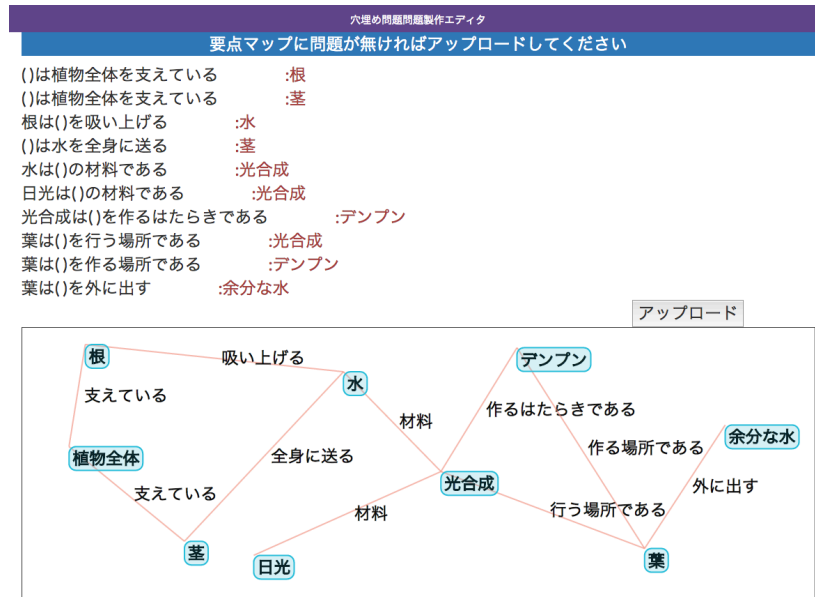 穴埋め問題問題製作エディタ
要点マップに問題が無ければアップロードしてください
()は植物全体を支えている :根
()は植物全体を支えている :茎
根は()を吸い上げる :水
()は水を全身に送る :茎
水は()の材料である :光合成
日光は()の材料である :光合成
光合成は()を作るはたらきである :デンプン
葉は()を行う場所である :光合成
葉は()を作る場所である :デンプン
葉は()を外に出す :余分な水
アップロード
根
吸い上げる
デンプン
水
支えている
材料
作るはたらきである
余分な水
作る場所である
植物全体
全身に送る
光合成
外に出す
支えている
材料
行う場所である
茎
日光
葉